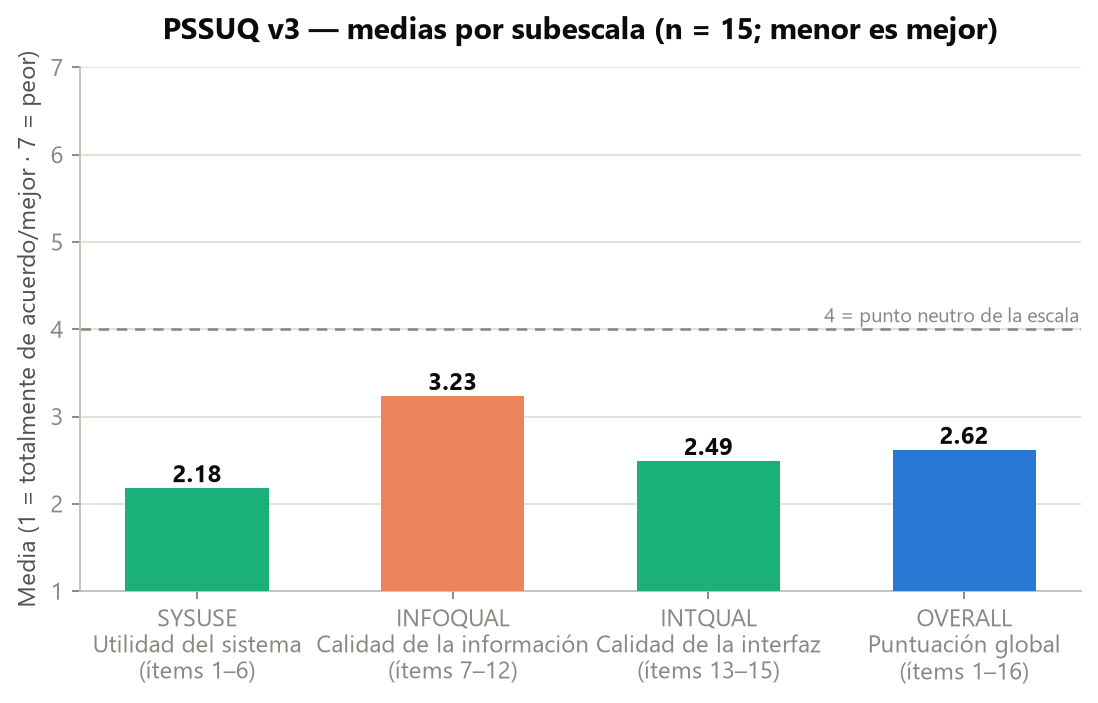 PSSUQ v3 — medias por subescala (n = 15; menor es mejor)
Media (1 = totalmente de acuerdo/mejor · 7 = peor)
7
6
5
4
3
2
1
4 = punto neutro de la escala
2.18
3.23
2.49
2.62
SYSUSE
Utilidad del sistema
(ítems 1–6)
INFOQUAL
Calidad de la información
(ítems 7–12)
INTQUAL
Calidad de la interfaz
(ítems 13–15)
OVERALL
Puntuación global
(ítems 1–16)